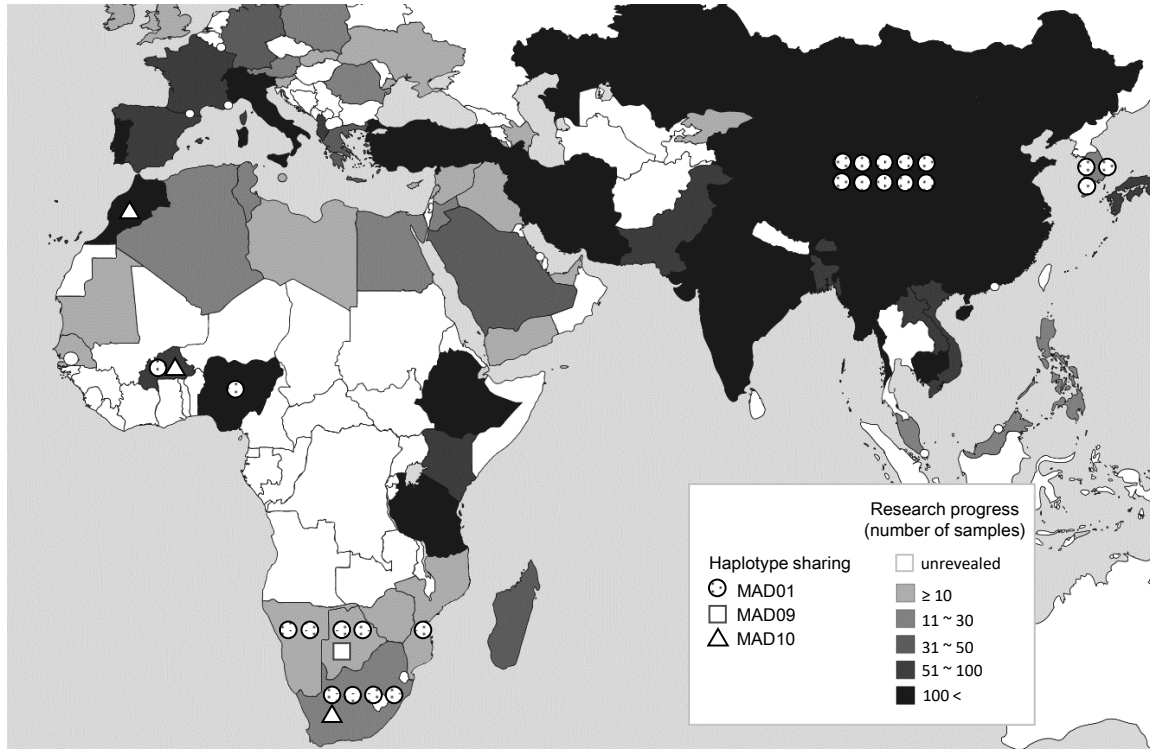 Research progress
(number of samples)
Haplotype sharing
MAD01
MAD09
MAD10
unrevealed
≥ 10
11 ~ 30
31 ~ 50
51 ~ 100
100 <